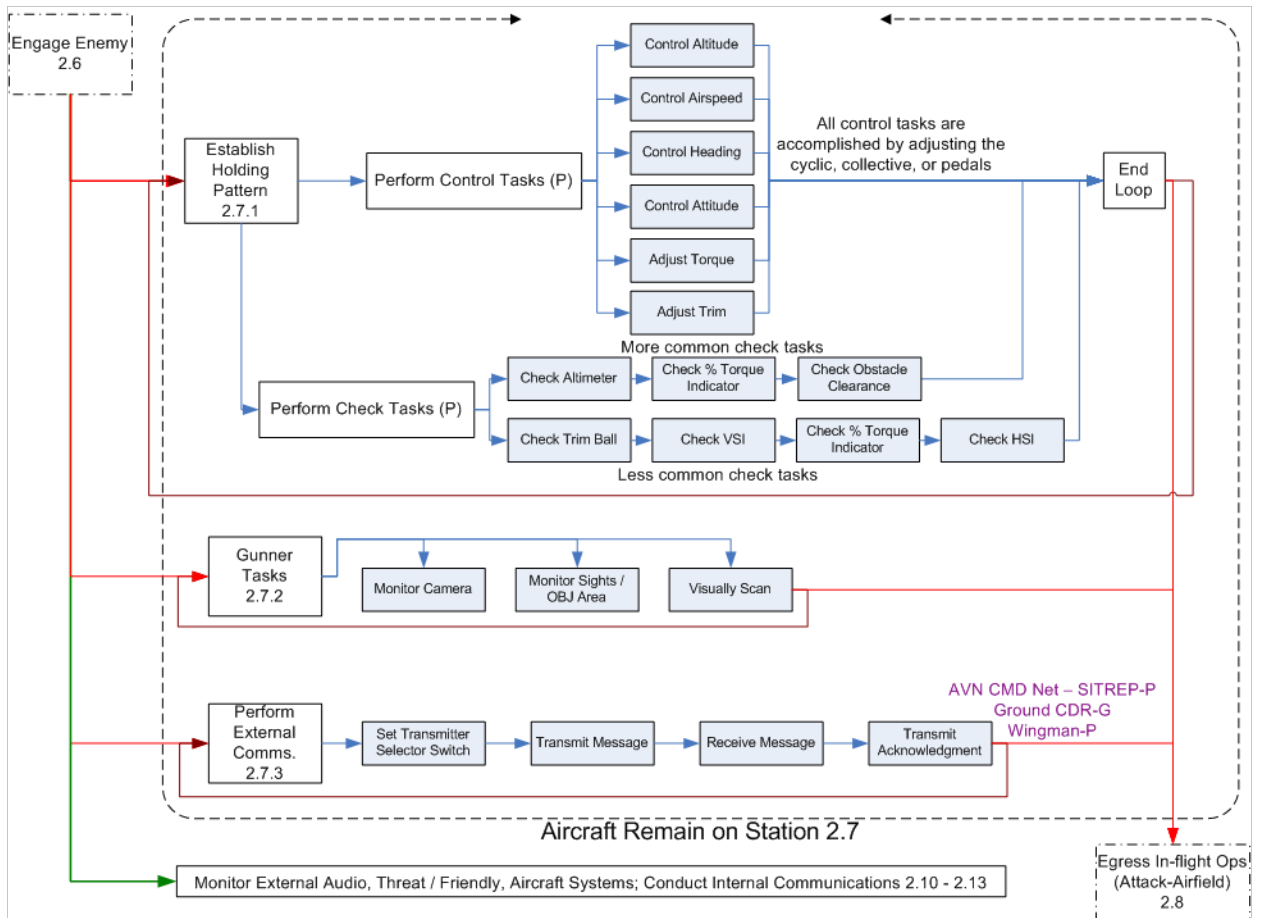 Engage Enemy
2.6
Control Altitude
Control Airspeed
Control Heading
Control Attitude
Adjust Torque
Adjust Trim
All control tasks are
accomplished by adjusting the
cyclic, collective, or pedals
Establish
Holding
Pattern
2.7.1
Perform Control Tasks (P)
End
Loop
More common check tasks
Check Altimeter
Check % Torque
Indicator
Check Obstacle
Clearance
Perform Check Tasks (P)
Check Trim Ball
Check VSI
Check % Torque
Indicator
Check HSI
Less common check tasks
Gunner
Tasks
2.7.2
Monitor Camera
Monitor Sights /
OBJ Area
Visually Scan
AVN CMD Net – SITREP-P
Ground CDR-G
Wingman-P
Perform
External
Comms.
2.7.3
Set Transmitter
Selector Switch
Transmit Message
Receive Message
Transmit
Acknowledgment
Aircraft Remain on Station 2.7
Monitor External Audio, Threat / Friendly, Aircraft Systems; Conduct Internal Communications 2.10 - 2.13
Egress In-flight Ops
(Attack-Airfield)
2.8